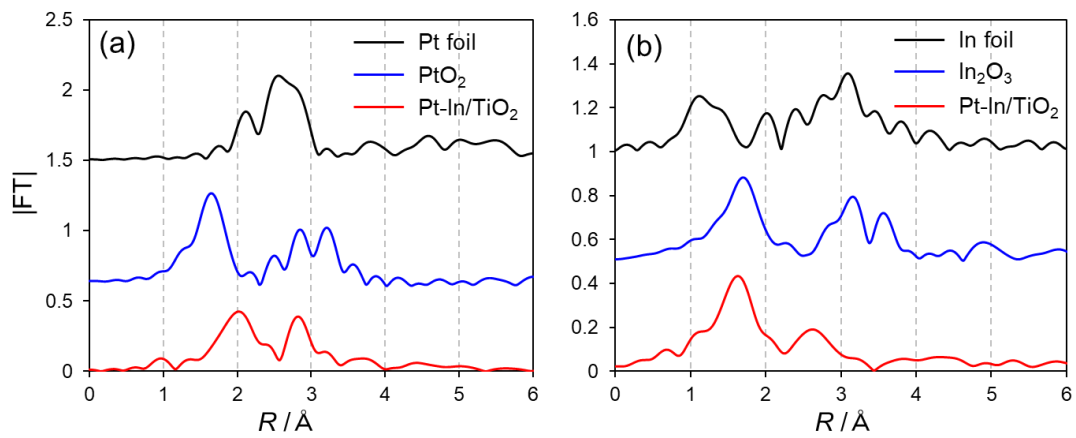 (a)
Pt foil
PtO₂
Pt-In/TiO₂
2.5
2
1.5
1
0.5
0
|FT|
0 1 2 3 4 5 6
R / Å
(b)
In foil
In₂O₃
Pt-In/TiO₂
1.6
1.4
1.2
1
0.8
0.6
0.4
0.2
0
0 1 2 3 4 5 6
R / Å